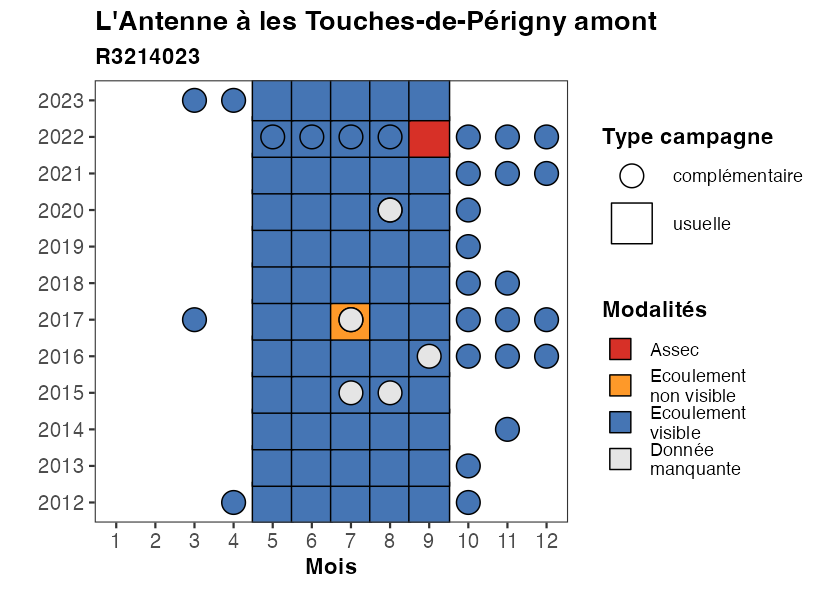 L'Antenne à les Touches-de-Périgny amont
R3214023
2023
2022
2021
2020
2019
2018
2017
2016
2015
2014
2013
2012
1 2 3 4 5 6 7 8 9 10 11 12
Mois
Type campagne
complémentaire
usuelle
Modalités
Assec
Ecoulement
non visible
Ecoulement
visible
Donnée
manquante